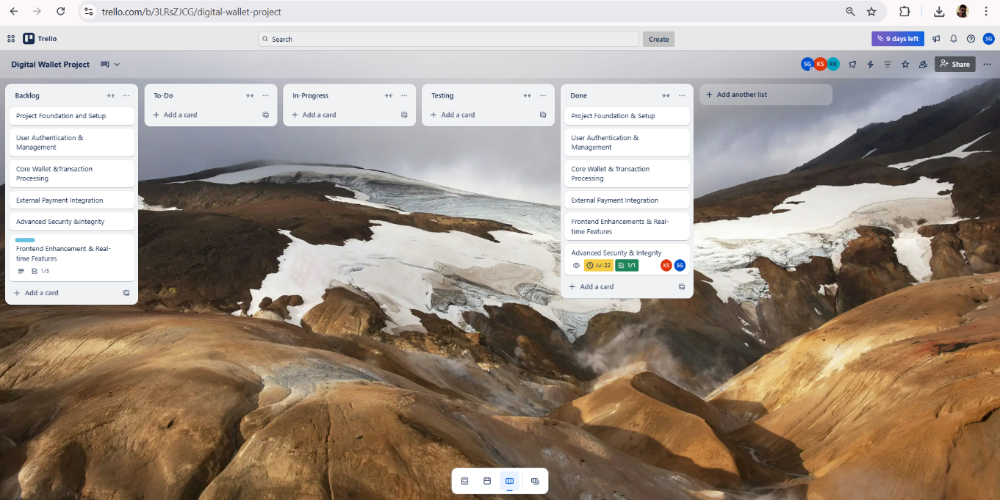 trello.com/b/3LRsZJCG/digital-wallet-project
Trello
Search
Create
9 days left
SG
Digital Wallet Project
SG KS RK
Share
Backlog
Project Foundation and Setup
User Authentication &
Management
Core Wallet &Transaction
Processing
External Payment Integration
Advanced Security &Integrity
Frontend Enhancement & Real-
time Features
1/3
Add a card
To-Do
Add a card
In-Progress
Add a card
Testing
Add a card
Done
Project Foundation & Setup
User Authentication &
Management
Core Wallet & Transaction
Processing
External Payment Integration
Frontend Enhancements & Real-
time Features
Advanced Security & Integrity
Jul 22 1/1 KS SG
Add a card
Add another list